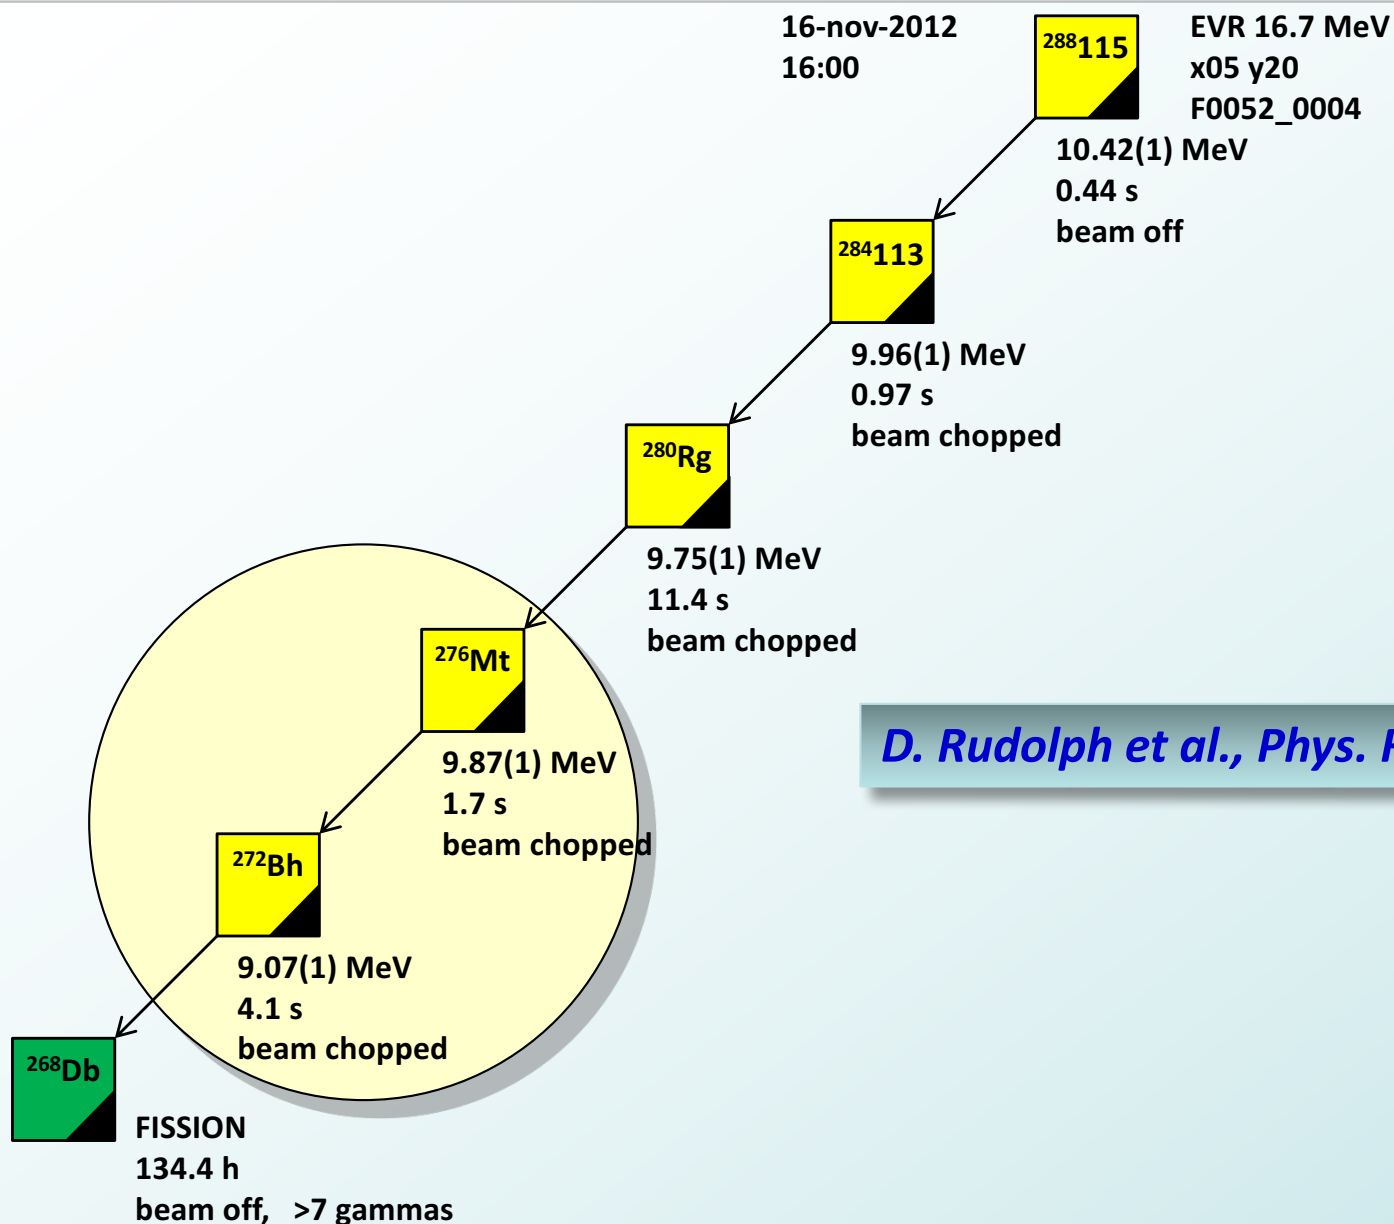 16-nov-2012
16:00
²⁸⁸115
EVR 16.7 MeV
x05 y20
F0052_0004
10.42(1) MeV
0.44 s
beam off
²⁸⁴113
9.96(1) MeV
0.97 s
beam chopped
²⁸⁰Rg
9.75(1) MeV
11.4 s
beam chopped
²⁷⁶Mt
9.87(1) MeV
1.7 s
beam chopped
D. Rudolph et al., Phys.
²⁷²Bh
9.07(1) MeV
4.1 s
beam chopped
²⁶⁸Db
FISSION
134.4 h
beam off, >7 gammas